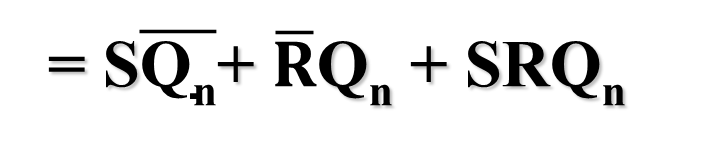 = SQ̅n̅ + R̅Qn + SRQn